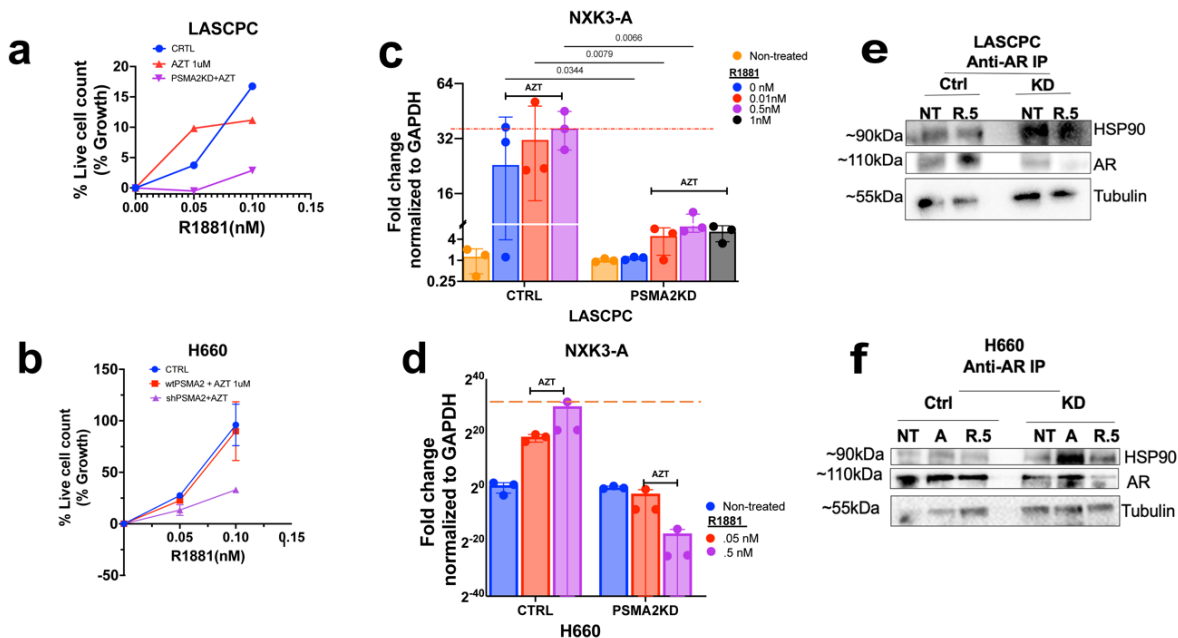 a
LASCPC
CRTL
AZT 1uM
PSMA2KD+AZT
% Live cell count
(% Growth)
20
15
10
5
0
0.00
0.05
0.10
0.15
R1881(nM)
b
H660
CTRL
wtPSMA2 + AZT 1uM
shPSMA2+AZT
% Live cell count
(% Growth)
150
100
50
0
-50
0.05
0.10
0.15
R1881(nM)
c
NXK3-A
0.0066
0.0079
0.0344
Non-treated
R1881
0 nM
0.01nM
0.5nM
1nM
AZT
AZT
Fold change
normalized to GAPDH
64
32
16
4
1
0.25
CTRL
PSMA2KD
LASCPC
d
NXK3-A
AZT
AZT
Fold change
normalized to GAPDH
2^40
2^20
2^0
2^-20
2^-40
Non-treated
R1881
.05 nM
.5 nM
CTRL
PSMA2KD
H660
e
LASCPC
Anti-AR IP
Ctrl
KD
NT R.5 NT R.5
~90kDa HSP90
~110kDa AR
~55kDa Tubulin
f
H660
Anti-AR IP
Ctrl
KD
NT A R.5 NT A R.5
~90kDa HSP90
~110kDa AR
~55kDa Tubulin